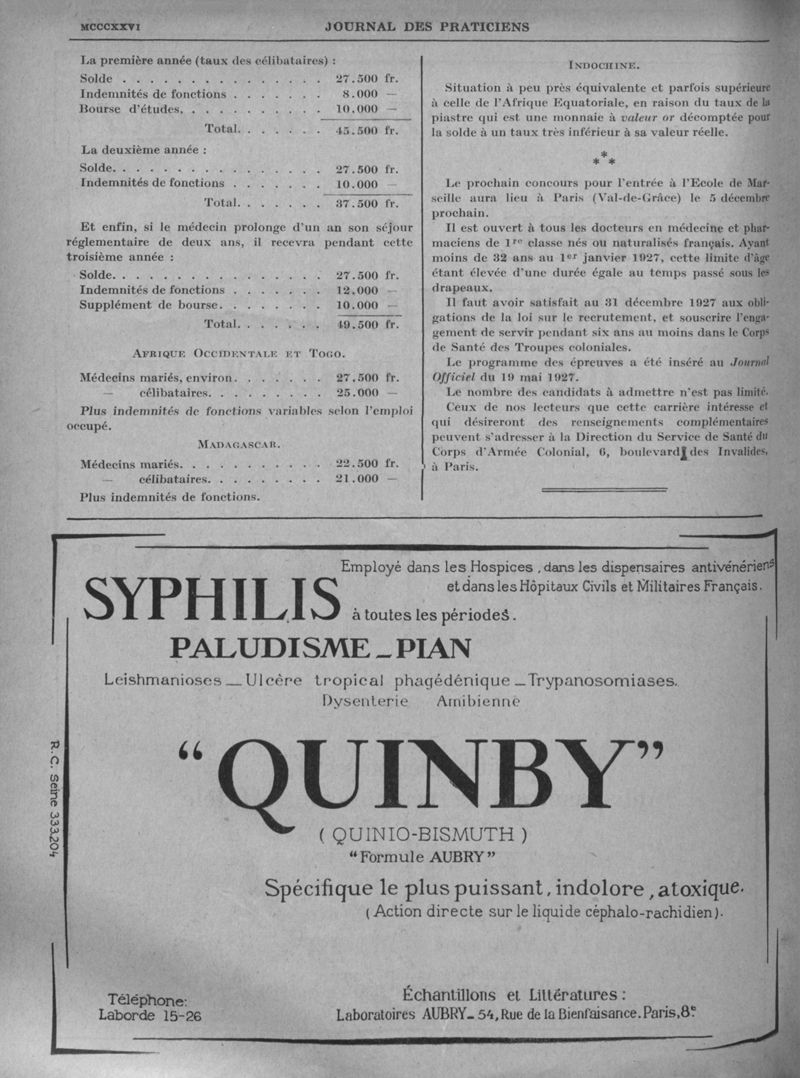 MCCCXXVI
JOURNAL DES PRATICIENS
La première année (taux des célibataires) :
Solde . . . . . . . . . . . . . . . 27.500 fr.
Indemnités de fonctions . . . . . . . 8.000 —
Bourse d'études. . . . . . . . . . . 10.000 —
Total. . . . . . 45.500 fr.
La deuxième année :
Solde. . . . . . . . . . . . . . . . 27.500 fr.
Indemnités de fonctions . . . . . . . 10.000 —
Total. . . . . . 37.500 fr.
Et enfin, si le médecin prolonge d'un an son séjour
réglementaire de deux ans, il recevra pendant cette
troisième année :
Solde. . . . . . . . . . . . . . . . 27.500 fr.
Indemnités de fonctions . . . . . . . 12.000 —
Supplément de bourse. . . . . . . . 10.000 —
Total. . . . . . 49.500 fr.
AFRIQUE OCCIDENTALE ET TOGO.
Médecins mariés, environ. . . . . . . 27.500 fr.
— célibataires. . . . . . . . . 25.000 —
Plus indemnités de fonctions variables selon l'emploi
occupé.
MADAGASCAR.
Médecins mariés. . . . . . . . . . . 22.500 fr.
— célibataires. . . . . . . . . 21.000 —
Plus indemnités de fonctions.
INDOCHINE.
Situation à peu près équivalente et parfois supérieure
à celle de l'Afrique Equatoriale, en raison du taux de la
piastre qui est une monnaie à valeur or décomptée pour
la solde à un taux très inférieur à sa valeur réelle.
*
* *
Le prochain concours pour l'entrée à l'Ecole de Mar-
seille aura lieu à Paris (Val-de-Grâce) le 5 décembre
prochain.
Il est ouvert à tous les docteurs en médecine et phar-
maciens de 1re classe nés ou naturalisés français. Ayant
moins de 32 ans au 1er janvier 1927, cette limite d'âge
étant élevée d'une durée égale au temps passé sous les
drapeaux.
Il faut avoir satisfait au 31 décembre 1927 aux obli-
gations de la loi sur le recrutement, et souscrire l'enga-
gement de servir pendant six ans au moins dans le Corps
de Santé des Troupes coloniales.
Le programme des épreuves a été inséré au Journal
Officiel du 19 mai 1927.
Le nombre des candidats à admettre n'est pas limité.
Ceux de nos lecteurs que cette carrière intéresse et
qui désireront des renseignements complémentaires
peuvent s'adresser à la Direction du Service de Santé du
Corps d'Armée Colonial, 6, boulevard des Invalides,
à Paris.
Employé dans les Hospices , dans les dispensaires antivénériens
et dans les Hôpitaux Civils et Militaires Français.
SYPHILIS à toutes les périodes.
PALUDISME _ PIAN
Leishmanioses _ Ulcère tropical phagédénique _ Trypanosomiases.
Dysenterie Amibienne
"QUINBY"
( QUINIO-BISMUTH )
"Formule AUBRY"
Spécifique le plus puissant, indolore, atoxique.
( Action directe sur le liquide céphalo-rachidien ).
R. C. Seine 333.204
Téléphone:
Laborde 15-26
Échantillons et Littératures :
Laboratoires AUBRY_ 54, Rue de la Bienfaisance. Paris, 8e